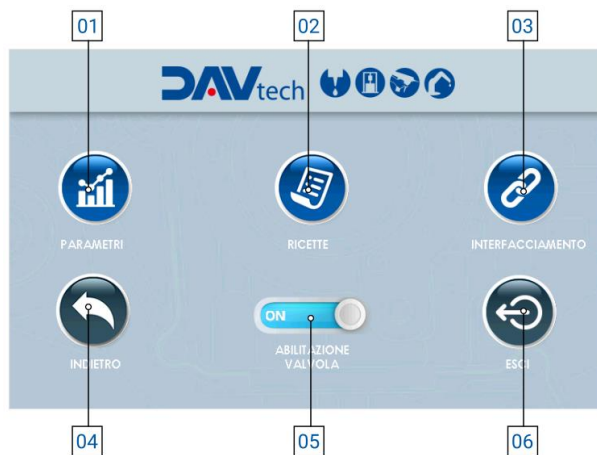 01
02
03
DAVtech
PARAMETRI
RICETTE
INTERFACCIAMENTO
INDIETRO
ON
ABILITAZIONE
VALVOLA
ESCI
04
05
06